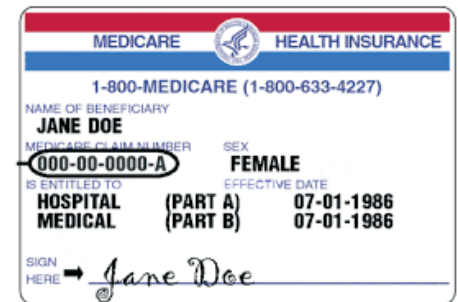 MEDICARE HEALTH INSURANCE
1-800-MEDICARE (1-800-633-4227)
NAME OF BENEFICIARY
JANE DOE
MEDICARE CLAIM NUMBER SEX
000-00-0000-A FEMALE
IS ENTITLED TO EFFECTIVE DATE
HOSPITAL (PART A) 07-01-1986
MEDICAL (PART B) 07-01-1986
SIGN
HERE Jane Doe